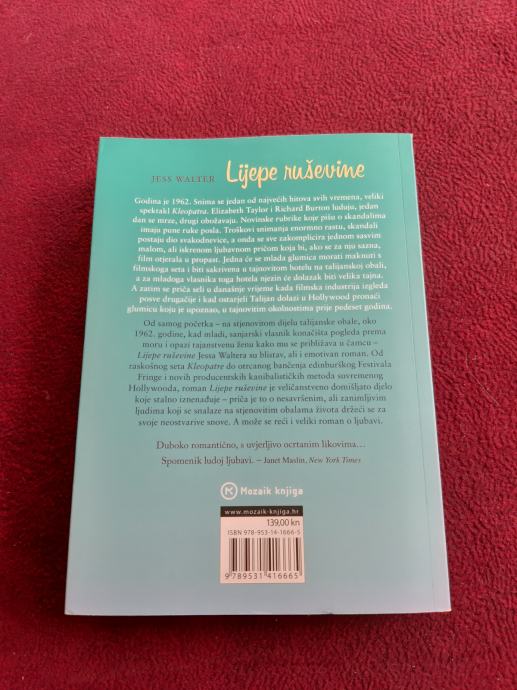 JESS WALTER Lijepe ruševine
Godina je 1962. Snima se jedan od najvećih hitova svih vremena, veliki
spektakl Kleopatra. Elizabeth Taylor i Richard Burton luduju, jedan
dan se mrze, drugi obožavaju. Novinske rubrike koje pišu o skandalima
imaju pune ruke posla. Troškovi snimanja enormno rastu, skandali
postaju dio svakodnevice, a onda se sve zakomplicira jednom sasvim
malom, ali iskrenom ljubavnom pričom koja bi, ako se za nju sazna,
film otjerala u propast. Jedna će se mlada glumica morati maknuti s
filmskoga seta i biti sakrivena u tajnovitom hotelu na talijanskoj obali,
a za mladoga vlasnika toga hotela njezin će dolazak biti velika tajna.
A zatim se priča seli u današnje vrijeme kada filmska industrija izgleda
posve drugačije i kad ostarjeli Talijan dolazi u Hollywood pronaći
glumicu koju je upoznao, u tajnovitim okolnostima prije pedeset godina.
Od samog početka – na stjenovitom dijelu talijanske obale, oko
1962. godine, kad mladi, sanjarski vlasnik konačišta pogleda prema
moru i opazi tajanstvenu ženu kako mu se približava u čamcu –
Lijepe ruševine Jessa Waltera su blistav, ali i emotivan roman. Od
raskošnog seta Kleopatre do otrcanog bančenja edinburškog Festivala
Fringe i novih producentskih kanibalističkih metoda suvremenog
Hollywooda, roman Lijepe ruševine je veličanstveno domišljato djelo
koje stalno iznenađuje – priča je to o nesavršenim, ali zanimljivim
ljudima koji se snalaze na stjenovitim obalama života držeći se za
svoje neostvarive snove. A može se reći i veliki roman o ljubavi.
Duboko romantično, s uvjerljivo ocrtanim likovima...
Spomenik ludoj ljubavi. – Janet Maslin, New York Times
Mozaik knjiga
www.mozaik-knjiga.hr
139,00 kn
ISBN 978-953-14-1666-5
9 789531 416665